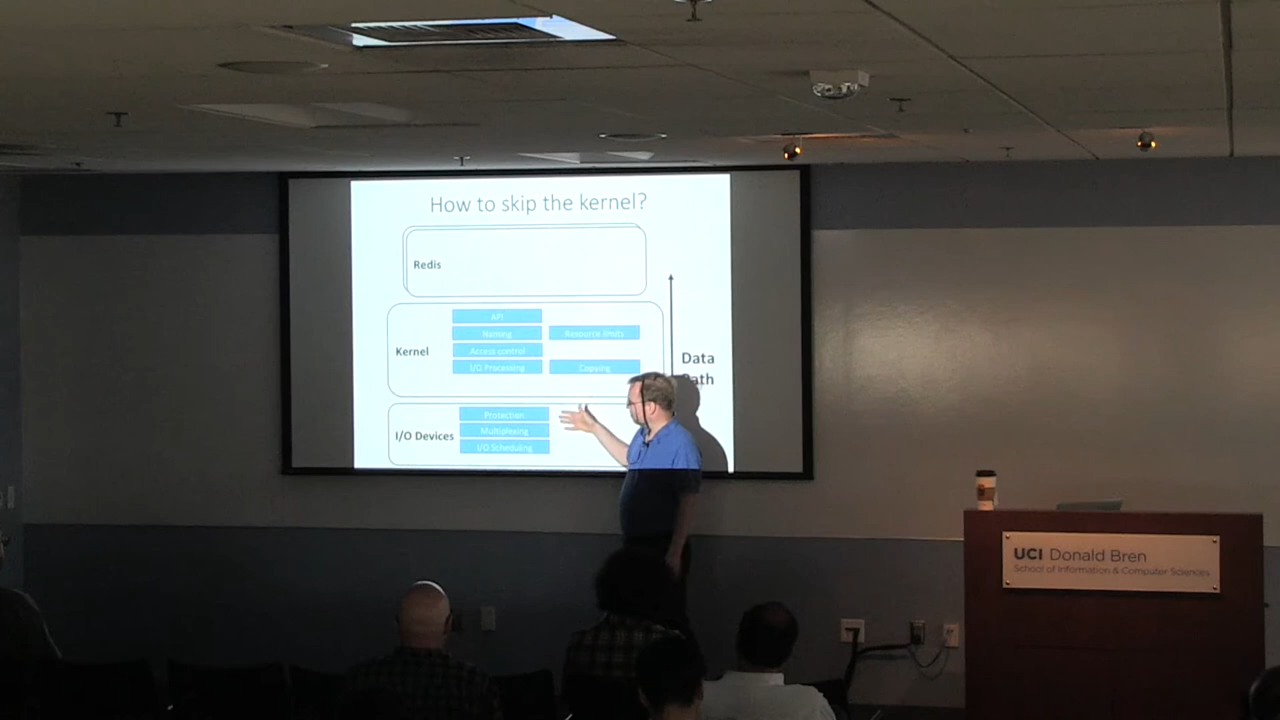 How to skip the kernel?
Redis
API
Naming
Resource limits
Kernel
Access control
I/O Processing
Copying
Data
Path
Protection
I/O Devices
Multiplexing
I/O Scheduling
UCI Donald Bren
School of Information & Computer Sciences